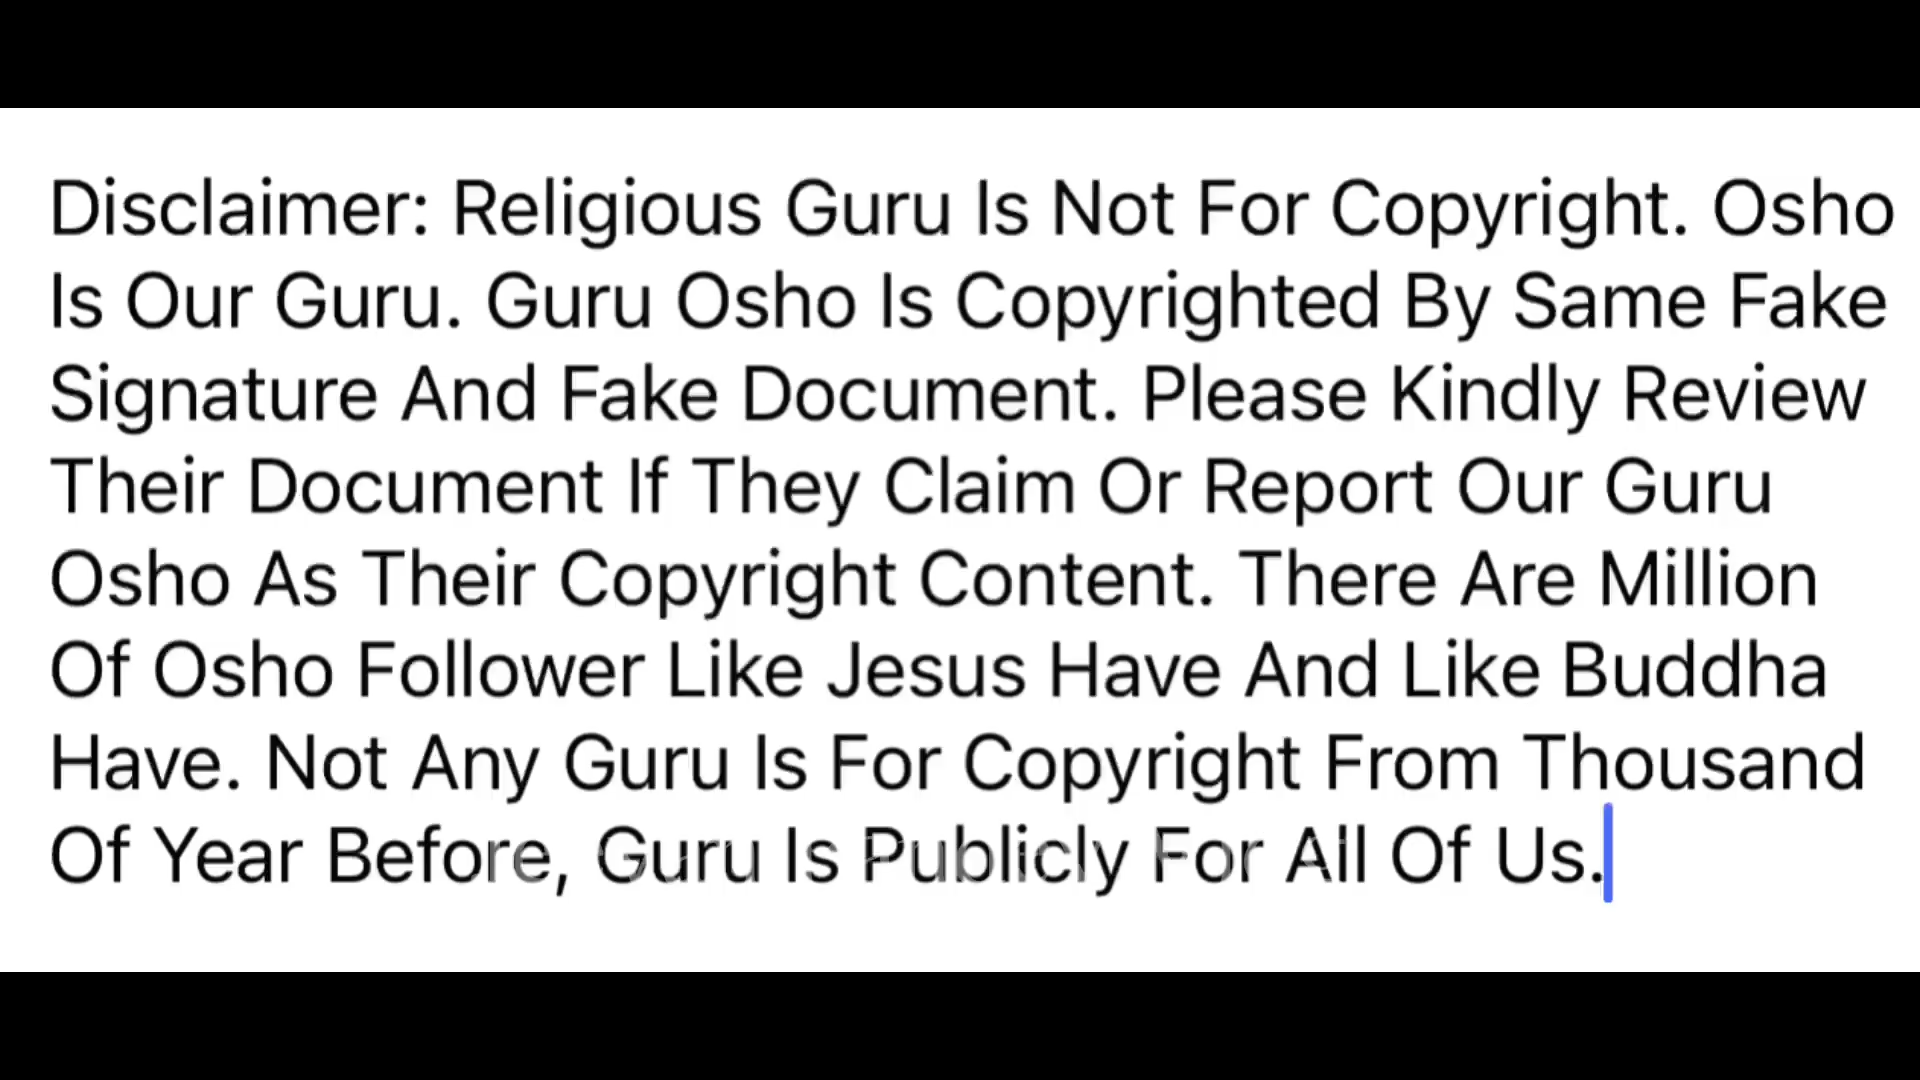 Disclaimer: Religious Guru Is Not For Copyright. Osho
Is Our Guru. Guru Osho Is Copyrighted By Same Fake
Signature And Fake Document. Please Kindly Review
Their Document If They Claim Or Report Our Guru
Osho As Their Copyright Content. There Are Million
Of Osho Follower Like Jesus Have And Like Buddha
Have. Not Any Guru Is For Copyright From Thousand
Of Year Before, Guru Is Publicly For All Of Us.